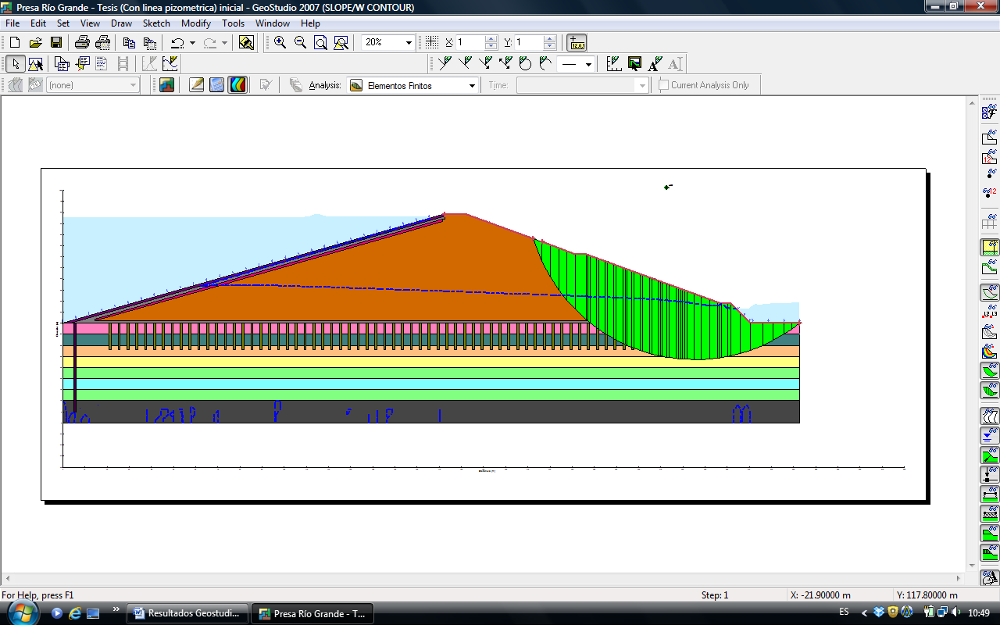 Presa Río Grande - Tesis (Con linea pizometrica) inicial - GeoStudio 2007 (SLOPE/W CONTOUR)
File Edit Set View Draw Sketch Modify Tools Window Help
20% X: 1 Y: 1
(none) Analysis: Elementos Finitos Time: Current Analysis Only
For Help, press F1 Step: 1 X: -21.90000 m Y: 117.80000 m
Resultados Geostudi... Presa Río Grande - T... ES 10:49